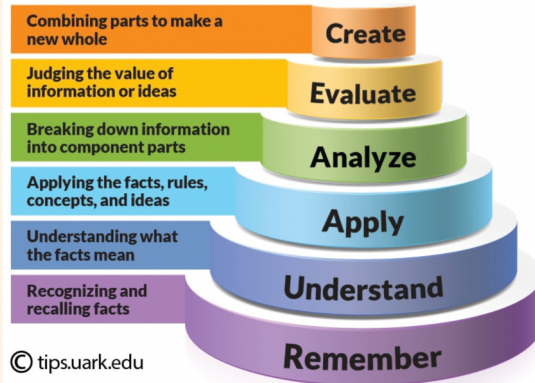 Combining parts to make a
new whole
Create
Judging the value of
information or ideas
Evaluate
Breaking down information
into component parts
Analyze
Applying the facts, rules,
concepts, and ideas
Apply
Understanding what
the facts mean
Understand
Recognizing and
recalling facts
Remember
© tips.uark.edu